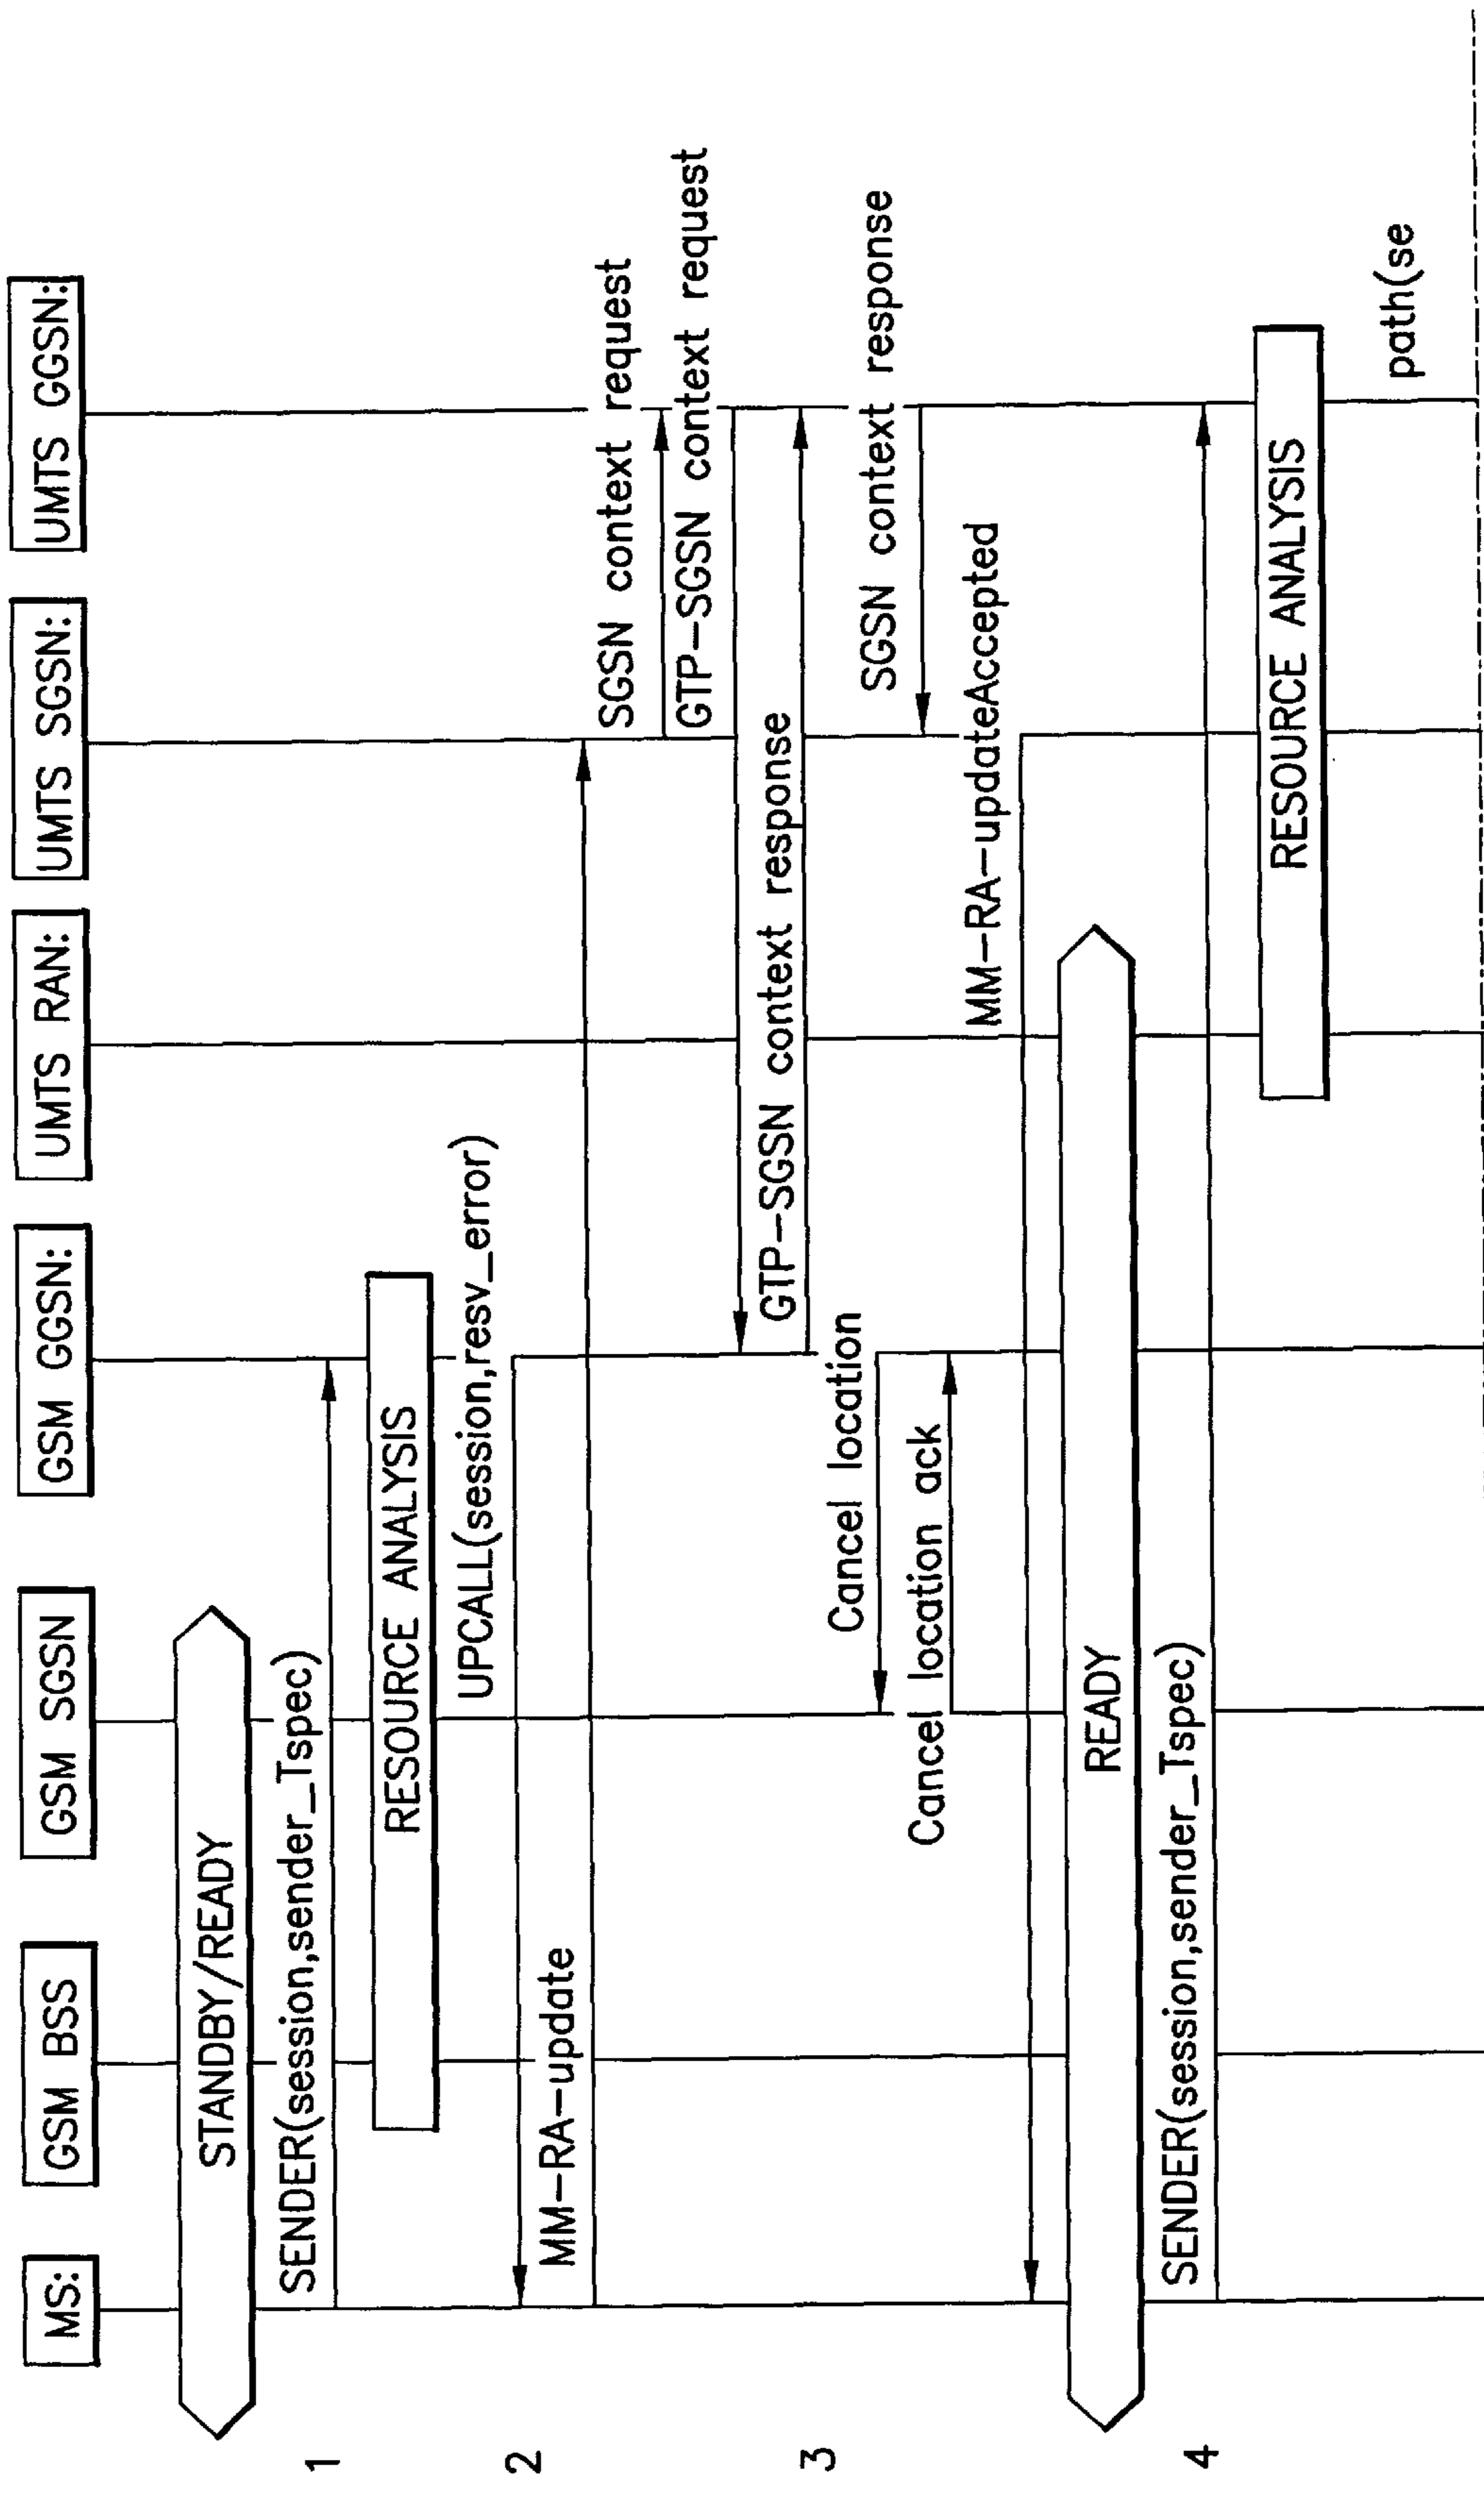 MS:
GSM BSS
GSM SGSN
GSM GGSN:
UMTS RAN:
UMTS SGSN:
UMTS GGSN:
STANDBY/READY
1
SENDER(session,sender_Tspec)
RESOURCE ANALYSIS
UPCALL(session,resv_error)
2
MM-RA-update
SGSN context request
GTP-SGSN context request
GTP-SGSN context response
3
Cancel location
SGSN context response
Cancel location ack
MM-RA-updateAccepted
READY
SENDER(session,sender_Tspec)
4
RESOURCE ANALYSIS
path(se